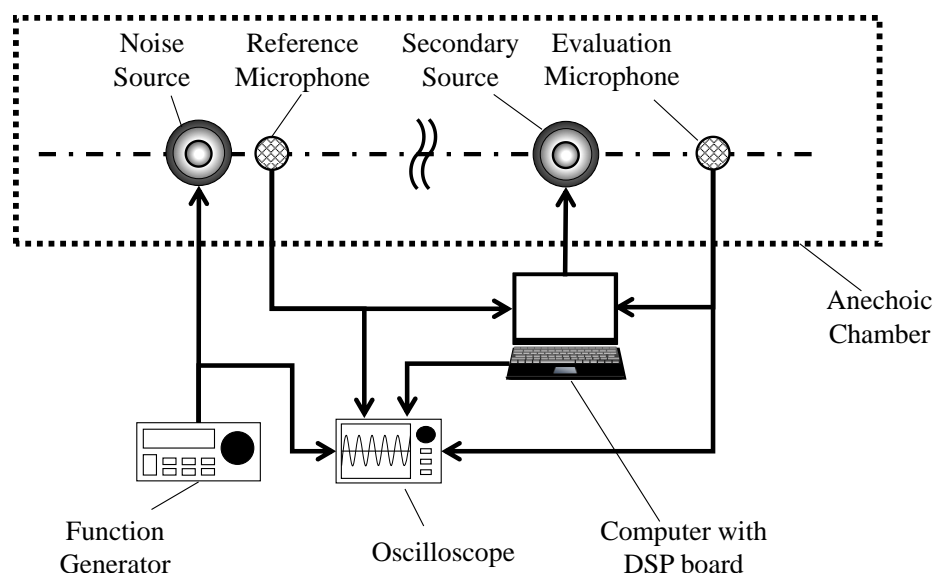 Noise
Source
Reference
Microphone
Secondary
Source
Evaluation
Microphone
Anechoic
Chamber
Function
Generator
Oscilloscope
Computer with
DSP board